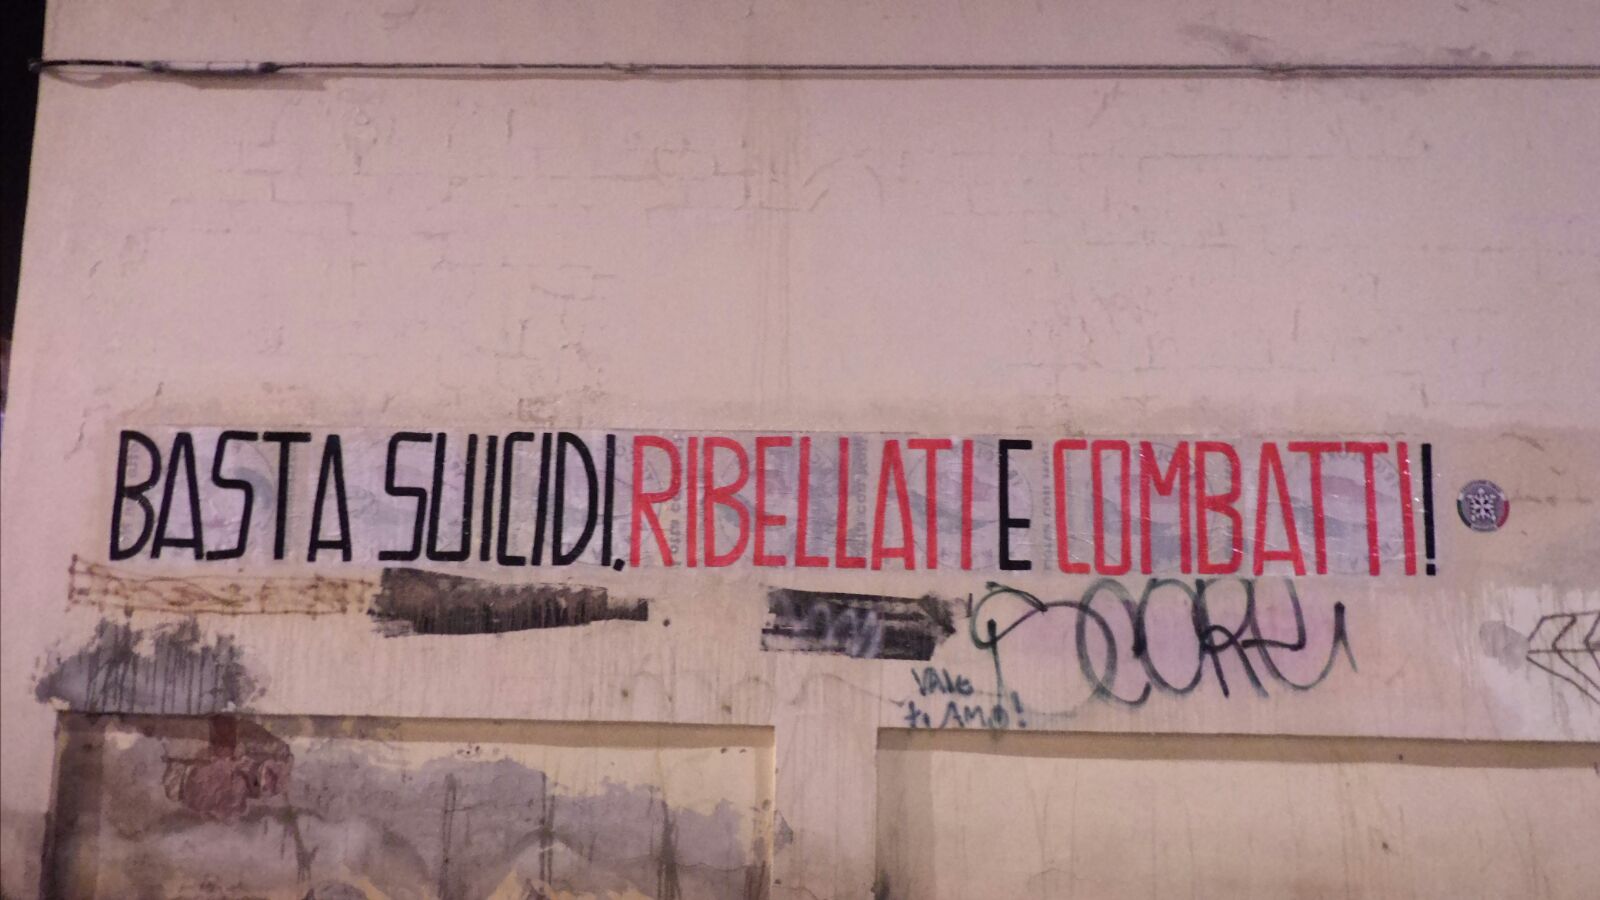 BASTA SUICIDI. RIBELLATI E COMBATTI!
VALE
ti AMO!